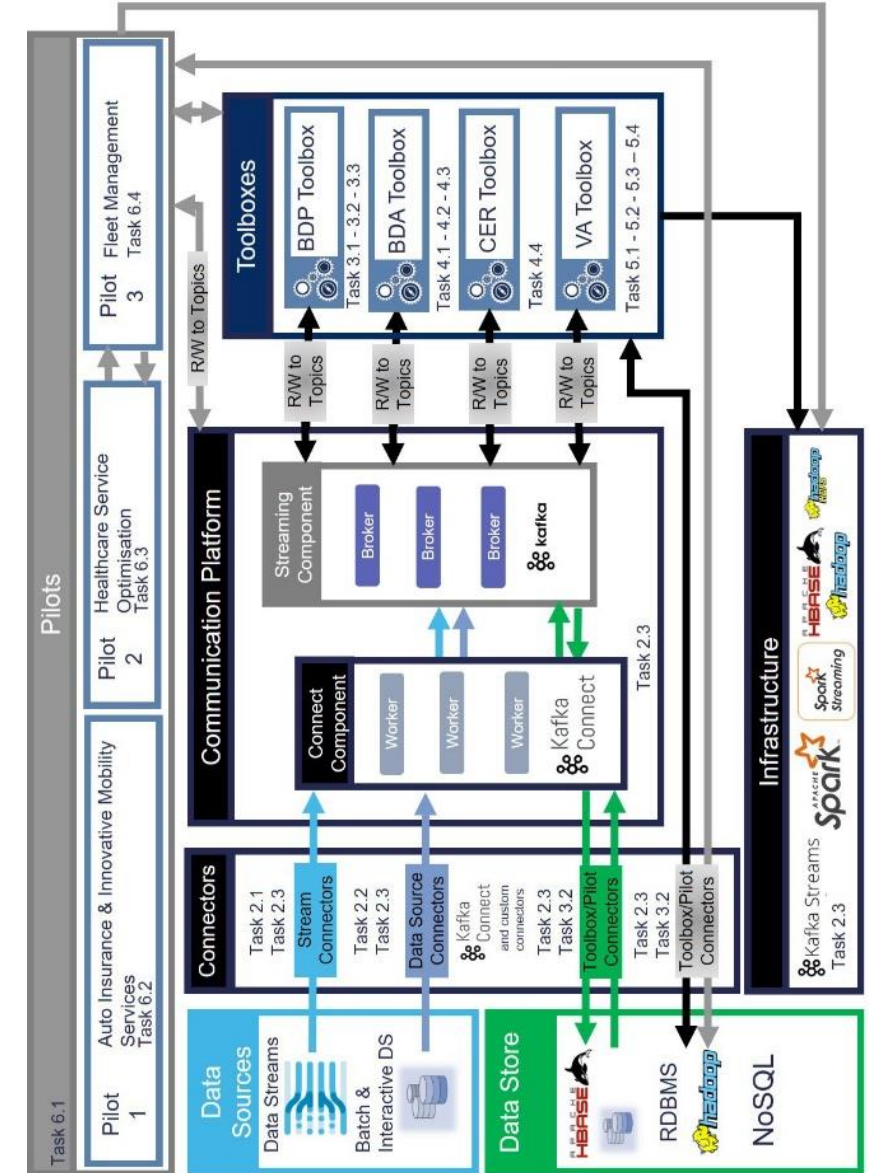 Pilots
Task 6.1
Pilot
1
Auto Insurance & Innovative Mobility
Services
Task 6.2
Pilot
2
Healthcare Service
Optimisation
Task 6.3
Pilot
3
Fleet Management
Task 6.4
R/W to Topics
Data
Sources
Data Streams
Batch &
Interactive DS
Data Store
APACHE
HBASE
RDBMS
hadoop
NoSQL
Connectors
Task 2.1
Task 2.3
Stream
Connectors
Task 2.2
Task 2.3
Data Source
Connectors
Kafka
Connect
and custom
connectors
Task 2.3
Task 3.2
Toolbox/Pilot
Connectors
Task 2.3
Task 3.2
Toolbox/Pilot
Connectors
Communication Platform
Connect
Component
Worker
Worker
Worker
Kafka
Connect
Streaming
Component
Broker
Broker
Broker
kafka
Task 2.3
R/W to
Topics
R/W to
Topics
R/W to
Topics
R/W to
Topics
Toolboxes
BDP Toolbox
Task 3.1 - 3.2 - 3.3
BDA Toolbox
Task 4.1 - 4.2 - 4.3
CER Toolbox
Task 4.4
VA Toolbox
Task 5.1 - 5.2 - 5.3 – 5.4
Infrastructure
Kafka Streams
Task 2.3
APACHE
Spark
Spark
Streaming
APACHE
HBASE
hadoop
hadoop
HDFS